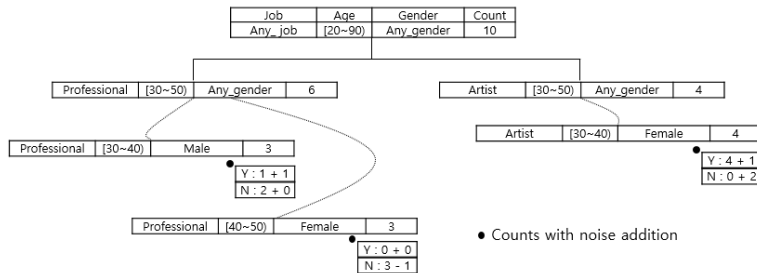 Job Age Gender Count
Any_ job [20~90) Any_gender 10
Professional [30~50) Any_gender 6
Artist [30~50) Any_gender 4
Artist [30~40) Female 4
Professional [30~40) Male 3
Y : 4 + 1
N : 0 + 2
Y : 1 + 1
N : 2 + 0
Professional [40~50) Female 3
● Counts with noise addition
Y : 0 + 0
N : 3 - 1